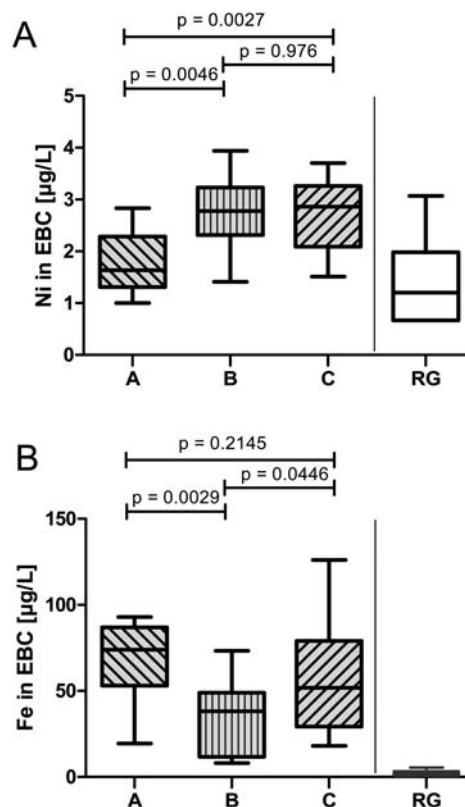 A
p = 0.0027
p = 0.976
p = 0.0046
Ni in EBC [µg/L]
5
4
3
2
1
0
A B C RG
B
p = 0.2145
p = 0.0446
p = 0.0029
Fe in EBC [µg/L]
150
100
50
0
A B C RG